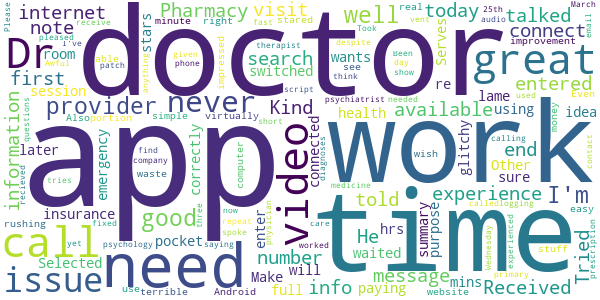 Please
internet
note
Dr
doctor
Pharmacy
visit
well
today
talked
connect
great
stars
minute
right
fast
stared
receive
pleased
i've
room
real
vent
audio
March
25th
email
improvement
first
session
provider
never
switched
search
wants
re
Serves
entered
lame
idea
Kind
available
using
health
glitchy
end
Other
sure
contact
money
information
Also
portion
simple
virtually
emergency
correctly
app
video
connected
work
told
experience
I'm
later
insurance
good
enter
pocket
call
number
He
waited
hrs
summary
purpose
time
Tried
issue
need
Selected
Make
will
info
message
paying
mins
Received
full
website
primary
use
terrible
Android
prescription
stuff
easy
wish
calling
used
short
find
company
waste
tries
computer
therapist
psychiatrist
needed
script
phone
given
despite
Took
see
think
show
Been
day.
impressed
anything
able
patch
Awful
questions
recieved
rushing
yet
fixed
psychology
saying
worked
care
medicine
diagnoses
physician
spoke
repeat
now
three
called
logging
Wednesday
experienced
even